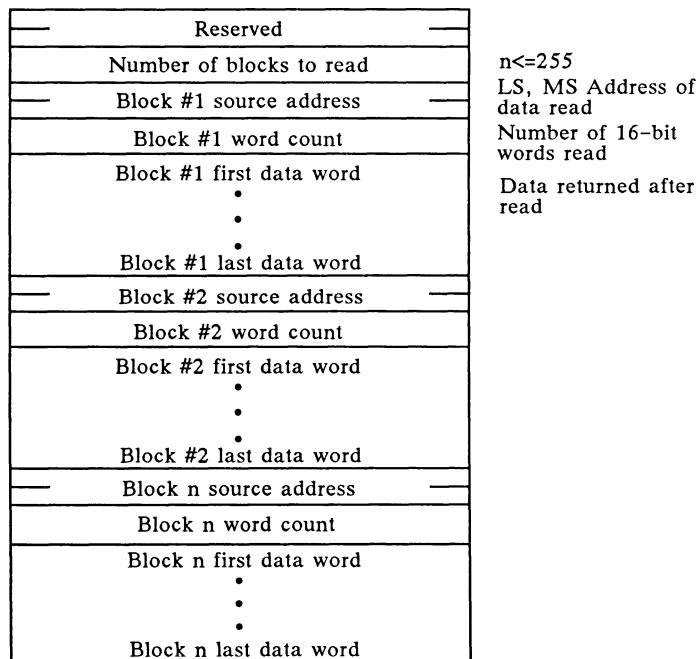 Reserved
Number of blocks to read
n<=255
Block #1 source address
LS, MS Address of
data read
Block #1 word count
Number of 16-bit
words read
Block #1 first data word
Data returned after
read
Block #1 last data word
Block #2 source address
Block #2 word count
Block #2 first data word
Block #2 last data word
Block n source address
Block n word count
Block n first data word
Block n last data word